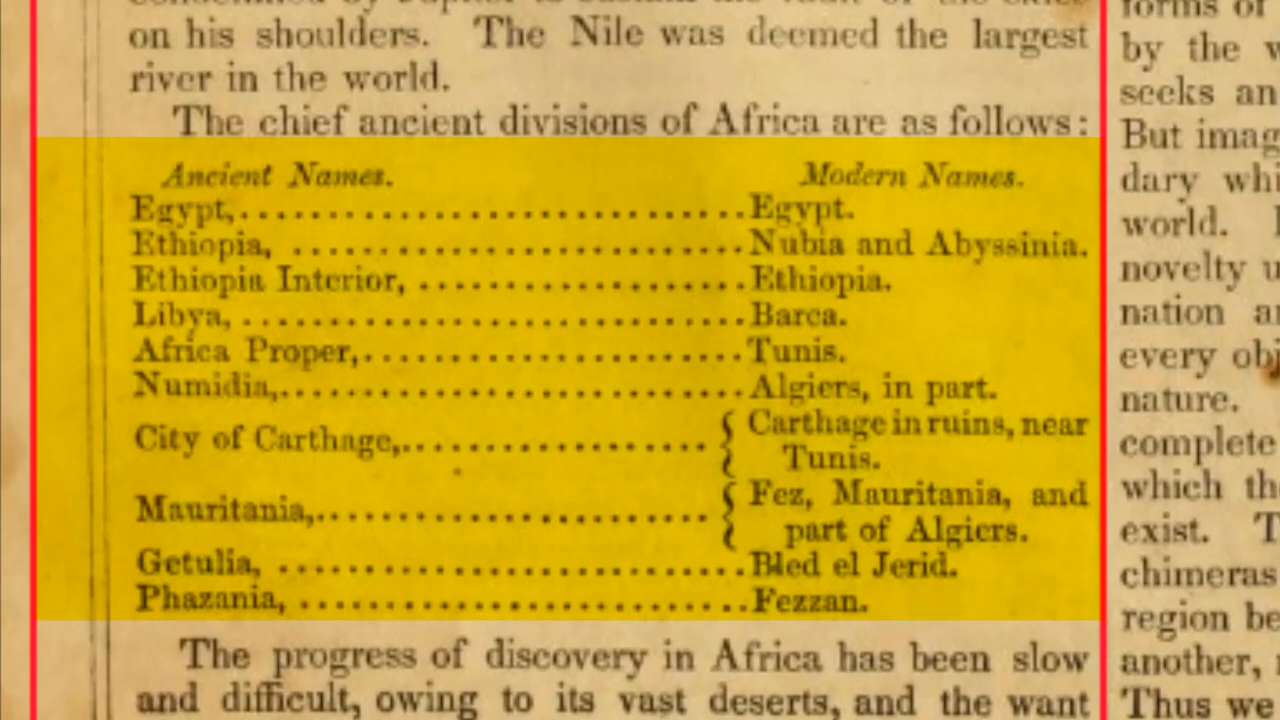 on his shoulders. The Nile was deemed the largest
river in the world.
The chief ancient divisions of Africa are as follows:
Ancient Names. Modern Names.
Egypt,..............................Egypt.
Ethiopia, ..........................Nubia and Abyssinia.
Ethiopia Interior, ...................Ethiopia.
Libya, .............................Barca.
Africa Proper,.......................Tunis.
Numidia,............................Algiers, in part.
City of Carthage,.................... { Carthage in ruins, near
Tunis.
Mauritania,......................... { Fez, Mauritania, and
part of Algiers.
Getulia, ...........................Bled el Jerid.
Phazania, ..........................Fezzan.
The progress of discovery in Africa has been slow
and difficult, owing to its vast deserts, and the want
forms of
by the
seeks an
But
dary
world.
novelty
nation
every
nature.
complete
which
exist.
chimeras
region
another,
Thus we